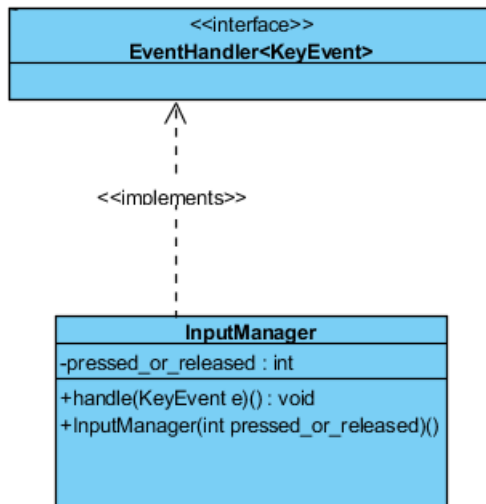 <<interface>>
EventHandler<KeyEvent>
<<implements>>
InputManager
-pressed_or_released : int
+handle(KeyEvent e)() : void
+InputManager(int pressed_or_released)()